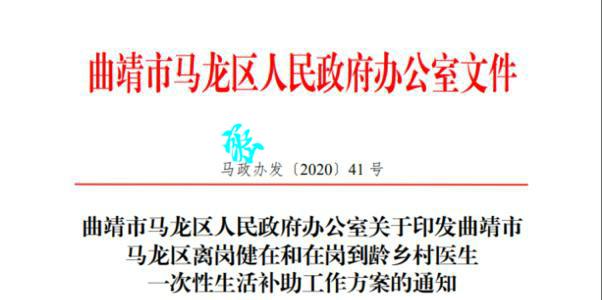 曲靖市马龙区人民政府办公室文件
马政办发〔2020〕41 号
曲靖市马龙区人民政府办公室关于印发曲靖市
马龙区离岗健在和在岗到龄乡村医生
一次性生活补助工作方案的通知